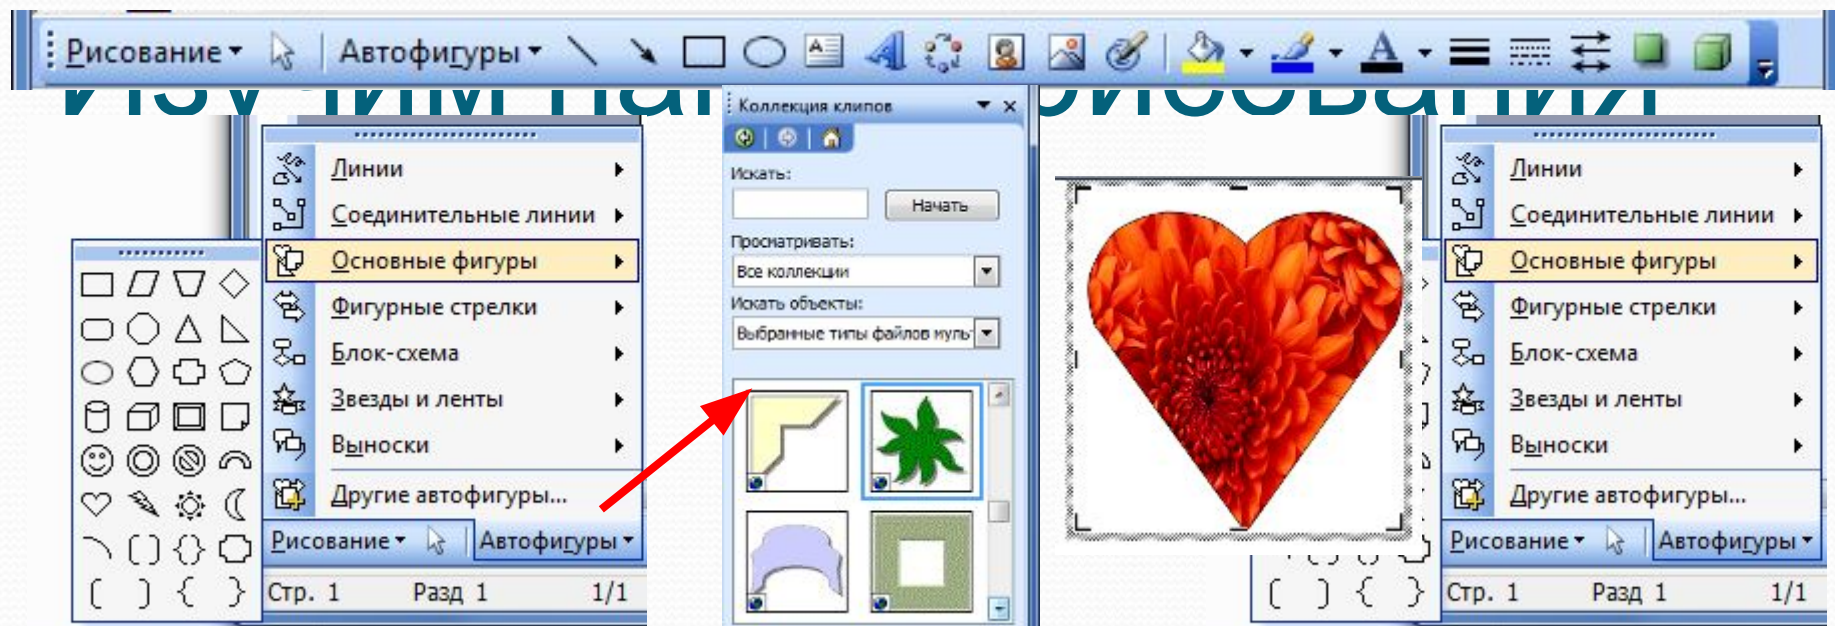 Рисование Автофигуры
Изучим рисования
Линии
Соединительные линии
Основные фигуры
Фигурные стрелки
Блок-схема
Звезды и ленты
Выноски
Другие автофигуры...
Рисование Автофигуры
Стр. 1 Разд 1 1/1
Коллекция клипов
Искать:
Начать
Просматривать:
Все коллекции
Искать объекты:
Выбранные типы файлов муль
Линии
Соединительные линии
Основные фигуры
Фигурные стрелки
Блок-схема
Звезды и ленты
Выноски
Другие автофигуры...
Рисование Автофигуры
Стр. 1 Разд 1 1/1